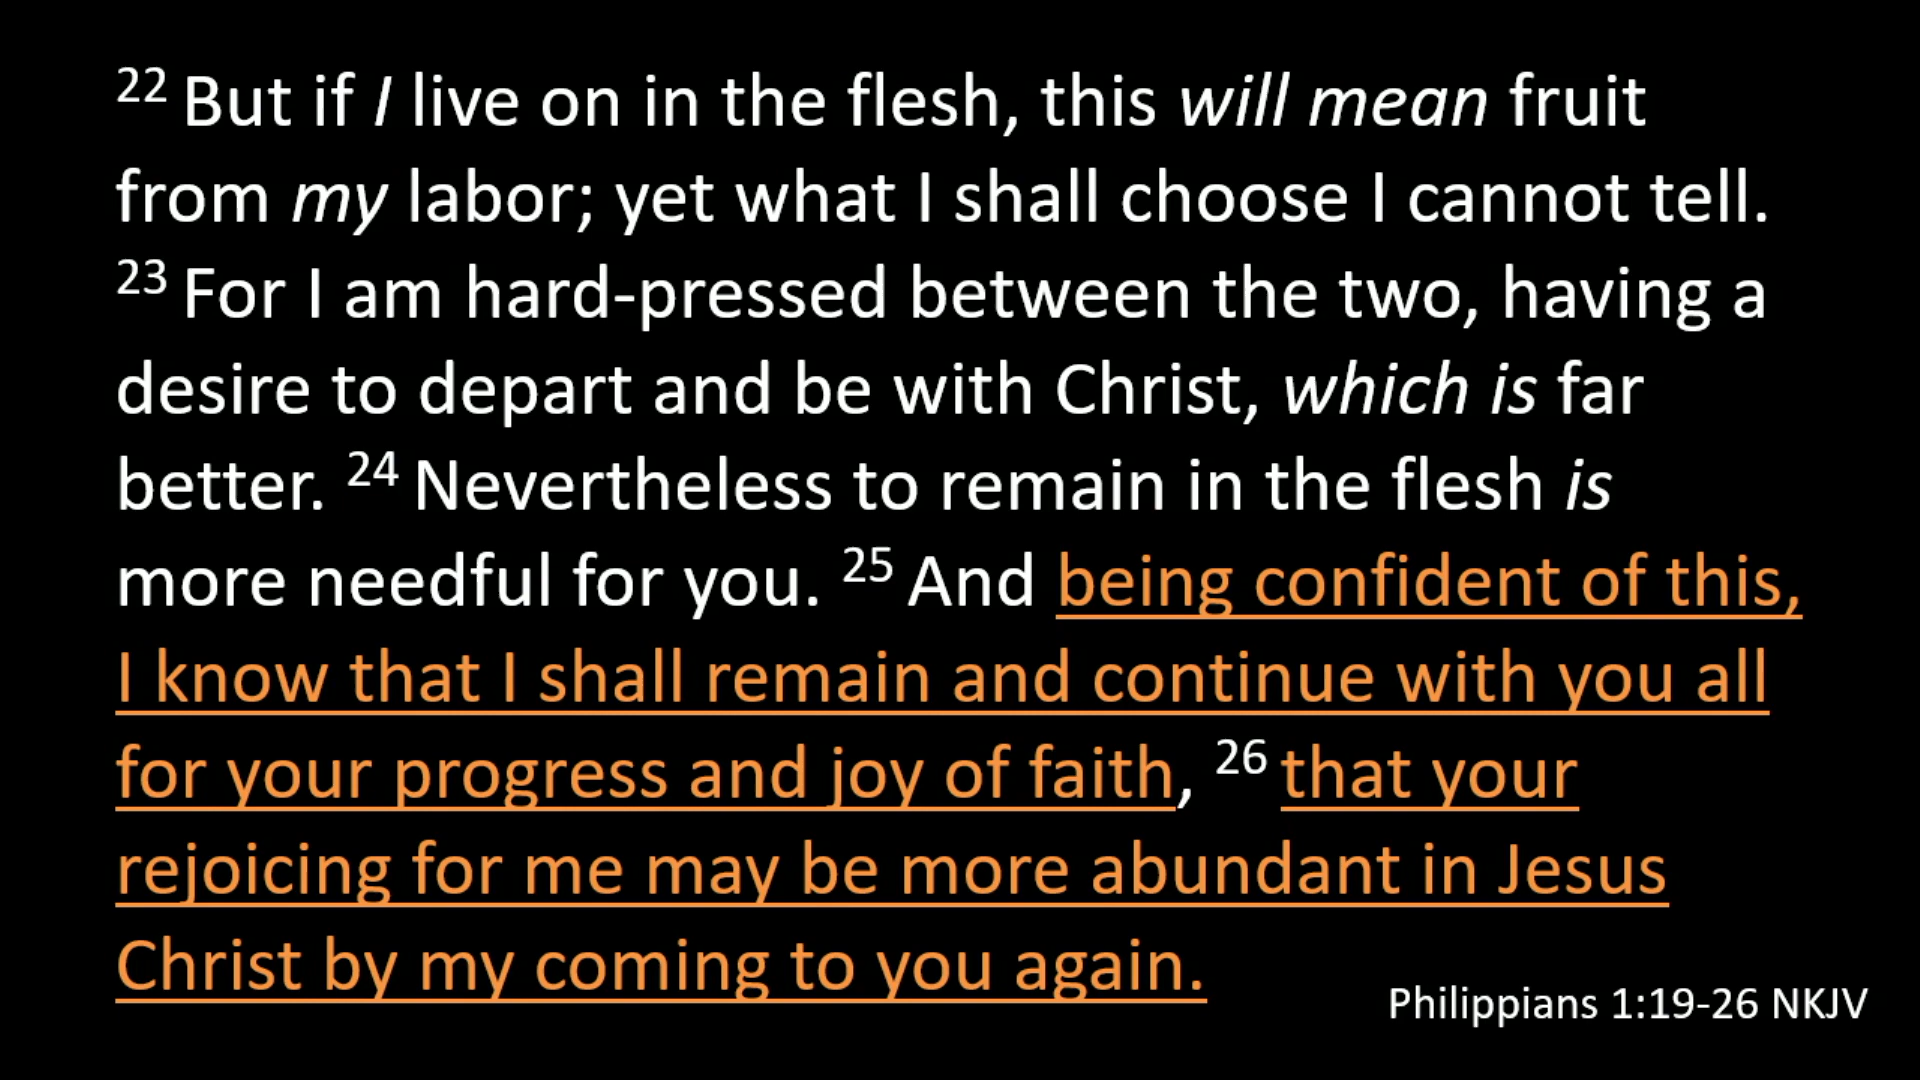 22 But if I live on in the flesh, this will mean fruit
from my labor; yet what I shall choose I cannot tell.
23 For I am hard-pressed between the two, having a
desire to depart and be with Christ, which is far
better. 24 Nevertheless to remain in the flesh is
more needful for you. 25 And being confident of this,
I know that I shall remain and continue with you all
for your progress and joy of faith, 26 that your
rejoicing for me may be more abundant in Jesus
Christ by my coming to you again.
Philippians 1:19-26 NKJV